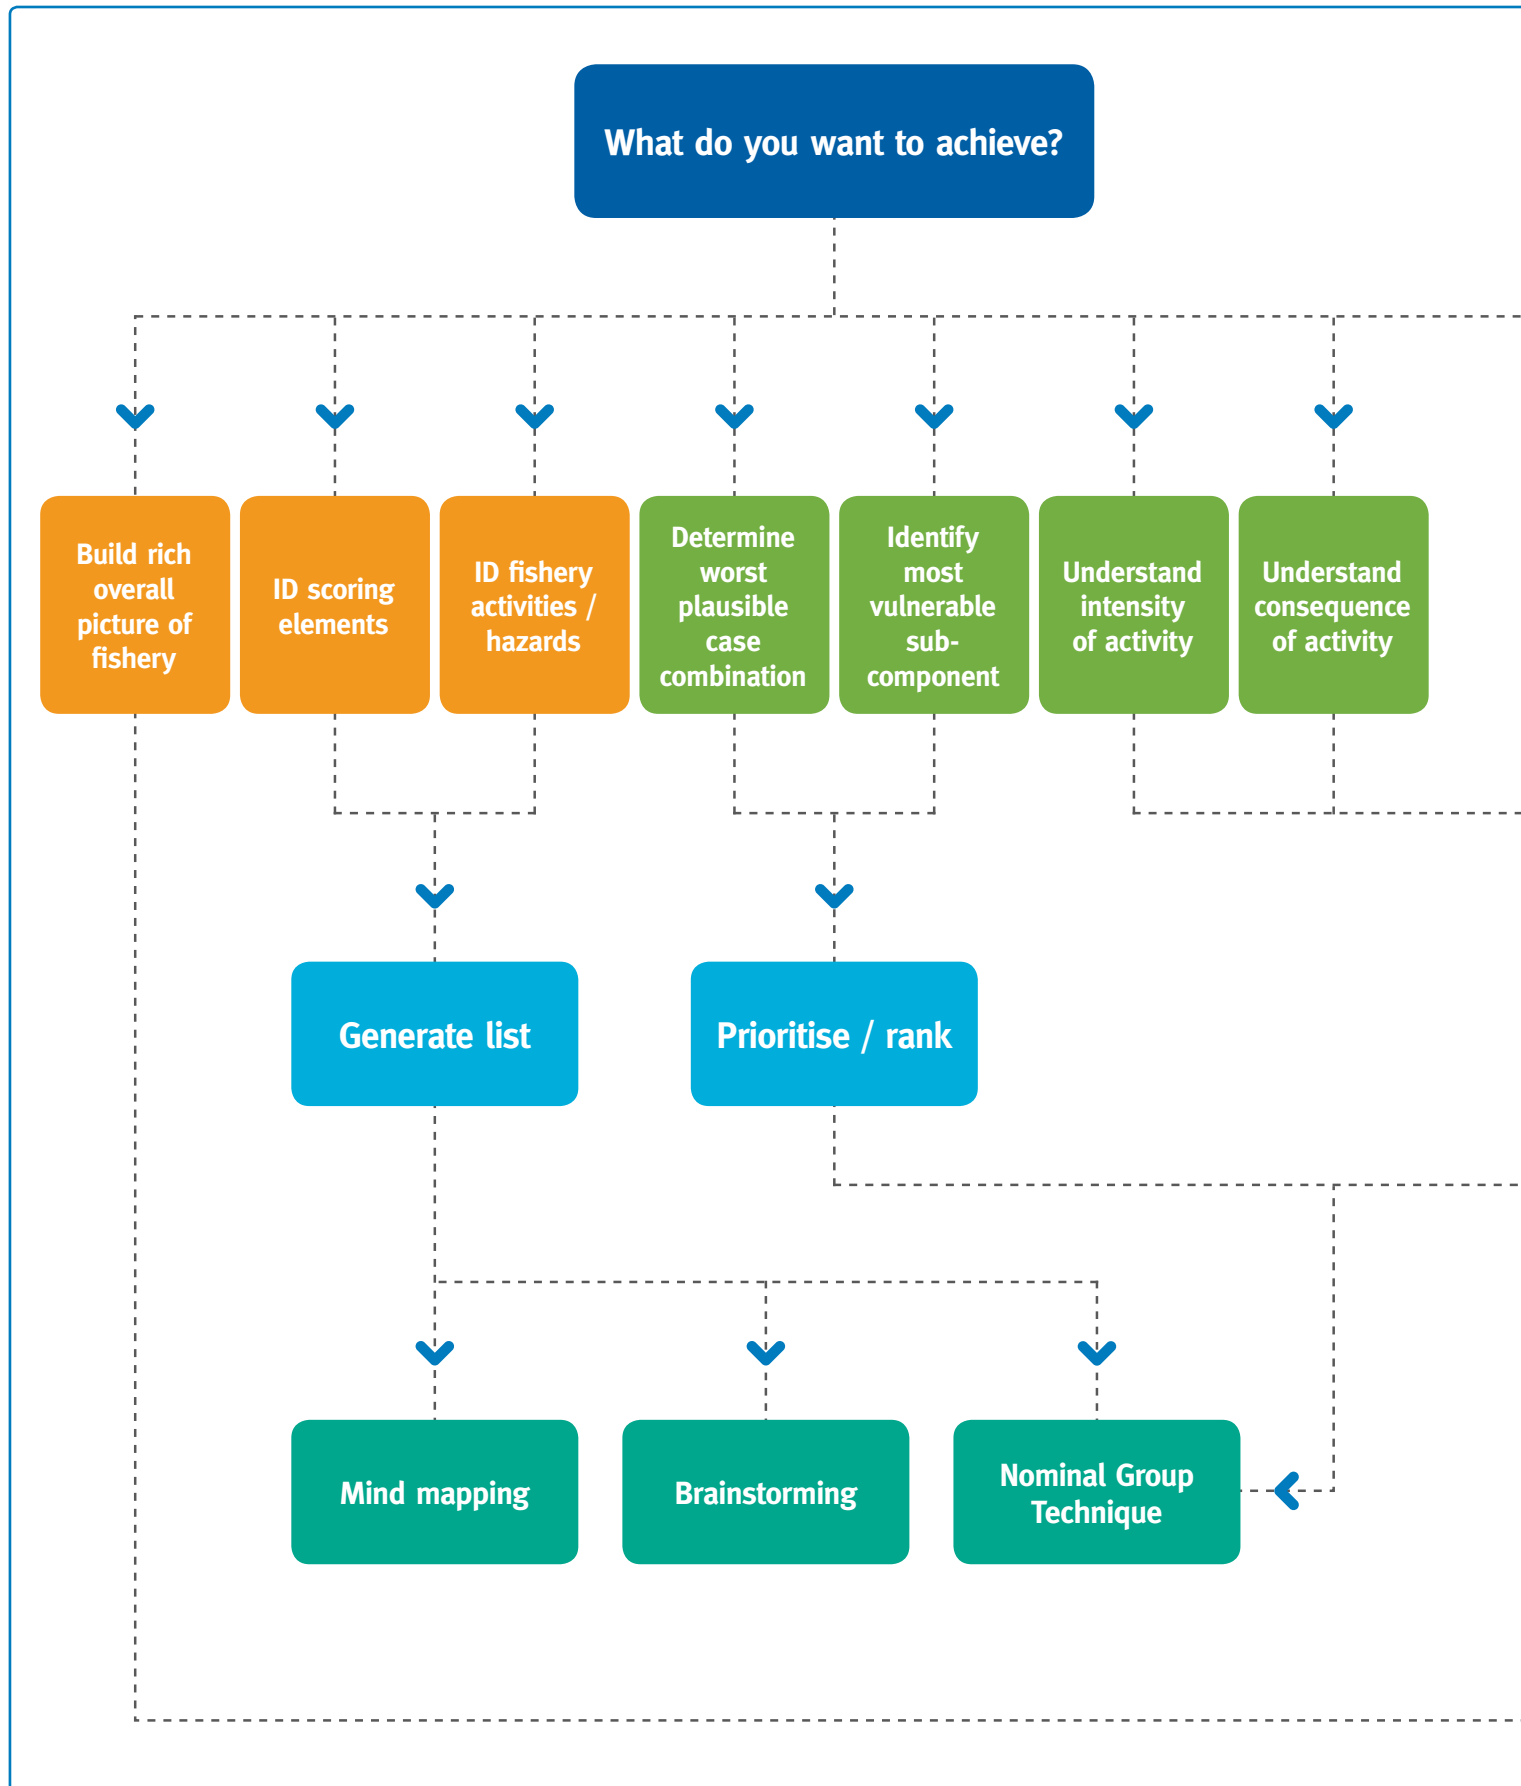 What do you want to achieve?
Build rich
overall
picture of
fishery
ID scoring
elements
ID fishery
activities /
hazards
Determine
worst
plausible
case
combination
Identify
most
vulnerable
sub-
component
Understand
intensity
of activity
Understand
consequence
of activity
Generate list
Prioritise / rank
Mind mapping
Brainstorming
Nominal Group
Technique